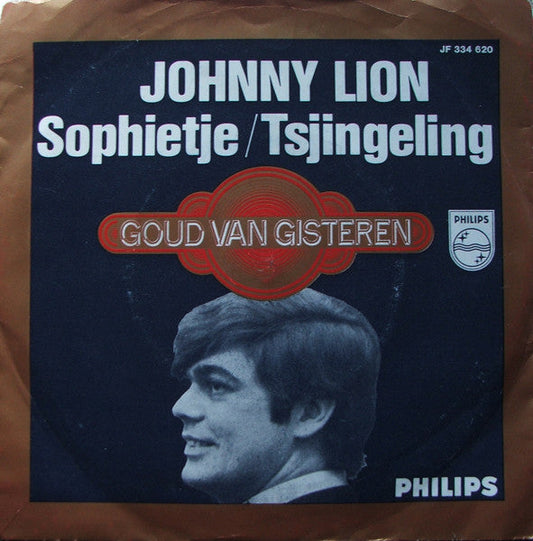 JF 334 620
JOHNNY LION
Sophietje/Tsjingeling
GOUD VAN GISTEREN
PHILIPS
PHILIPS